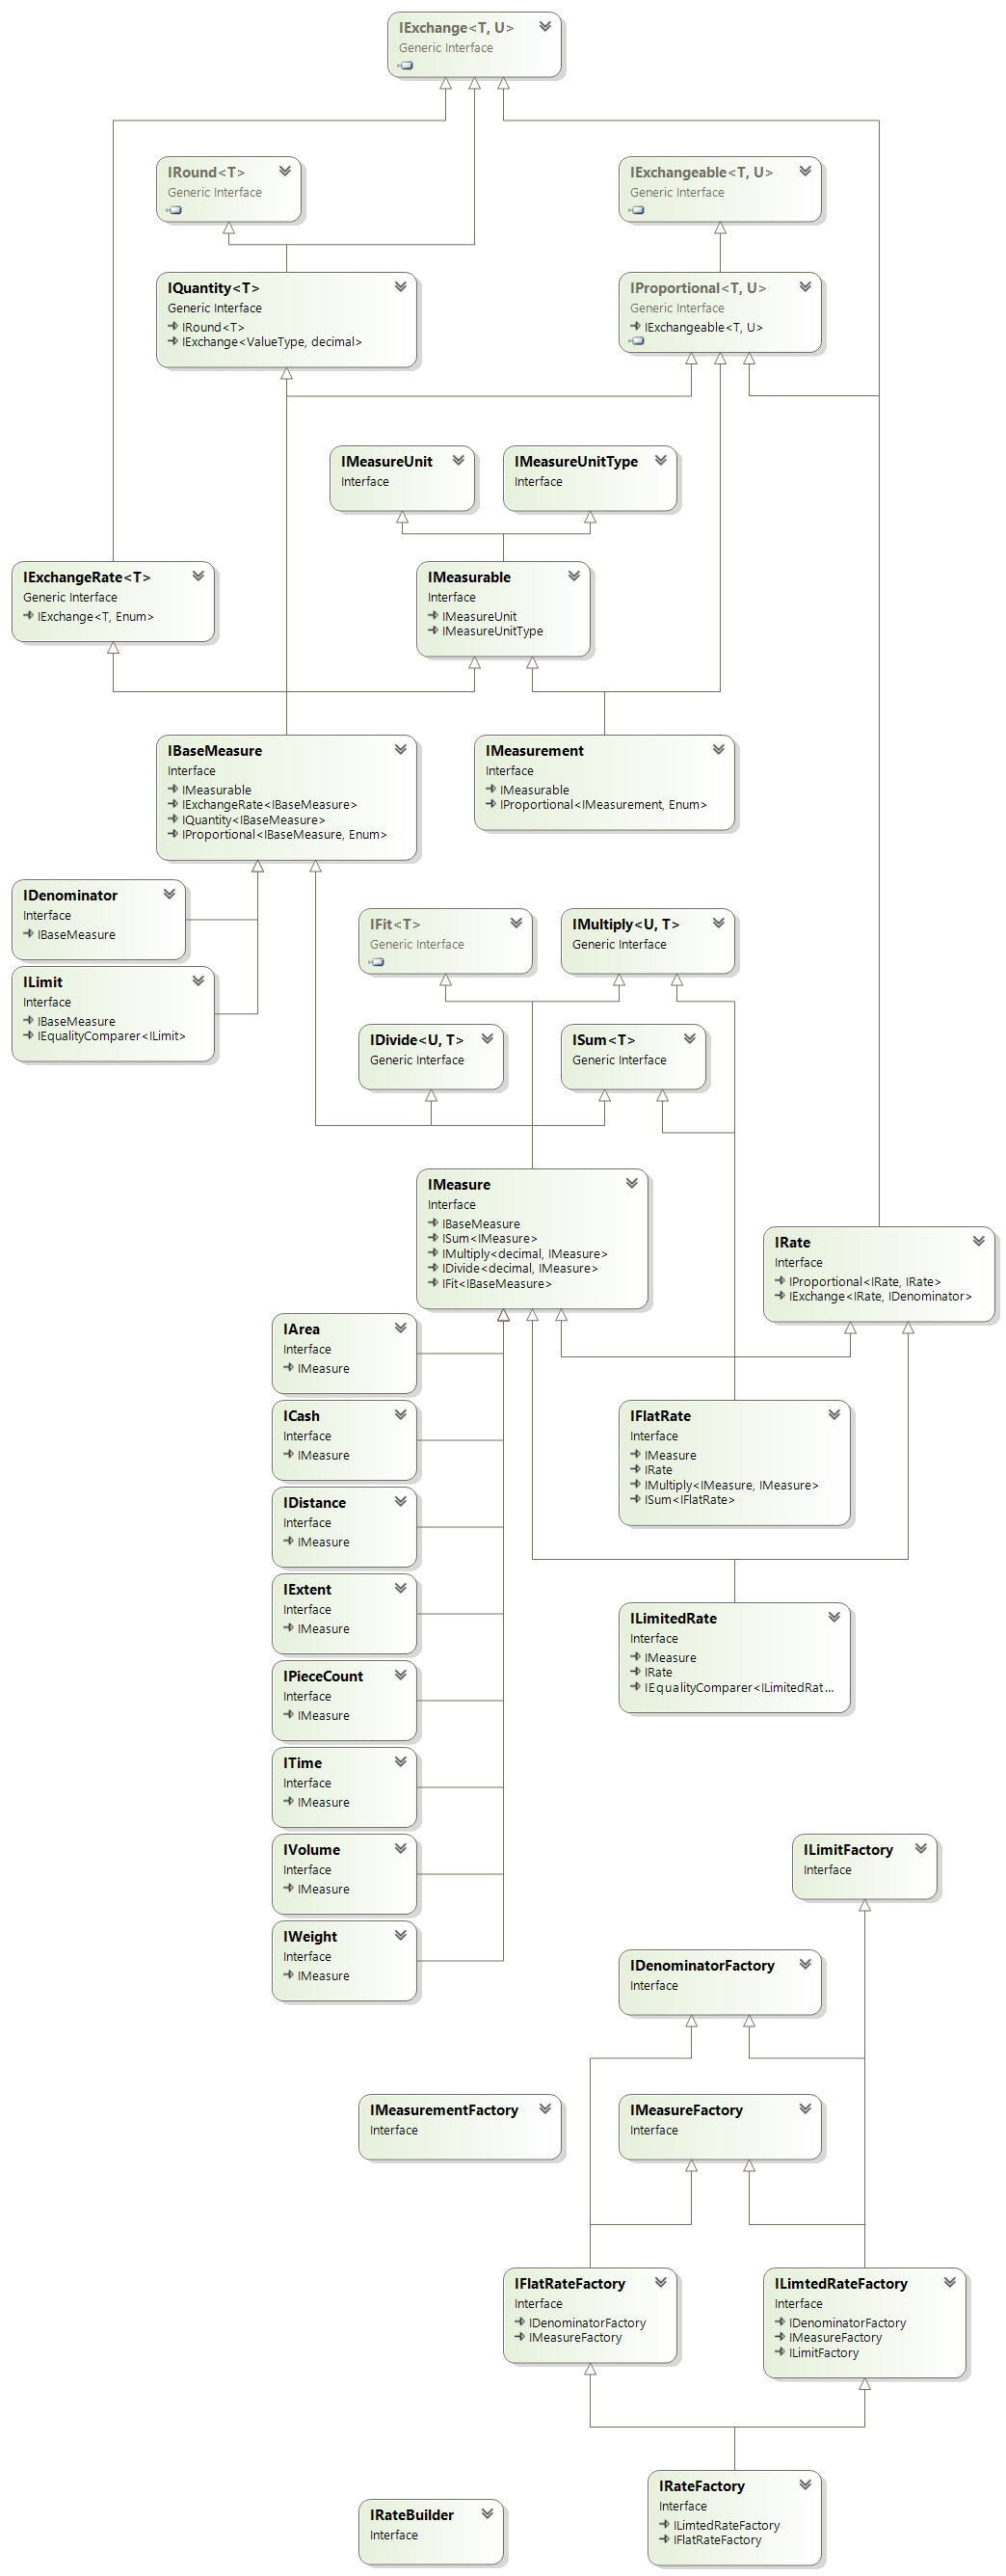 IExchange<T, U>
Generic Interface
IRound<T>
Generic Interface
IExchangeable<T, U>
Generic Interface
IQuantity<T>
Generic Interface
IRound<T>
IExchange<ValueType, decimal>
IProportional<T, U>
Generic Interface
IExchangeable<T, U>
IMeasureUnit
Interface
IMeasureUnitType
Interface
IExchangeRate<T>
Generic Interface
IExchange<T, Enum>
IMeasurable
Interface
IMeasureUnit
IMeasureUnitType
IBaseMeasure
Interface
IMeasurable
IExchangeRate<IBaseMeasure>
IQuantity<IBaseMeasure>
IProportional<IBaseMeasure, Enum>
IMeasurement
Interface
IMeasurable
IProportional<IMeasurement, Enum>
IDenominator
Interface
IBaseMeasure
ILimit
Interface
IBaseMeasure
IEqualityComparer<ILimit>
IFit<T>
Generic Interface
IMultiply<U, T>
Generic Interface
IDivide<U, T>
Generic Interface
ISum<T>
Generic Interface
IMeasure
Interface
IBaseMeasure
ISum<IMeasure>
IMultiply<decimal, IMeasure>
IDivide<decimal, IMeasure>
IFit<IBaseMeasure>
IRate
Interface
IProportional<IRate, IRate>
IExchange<IRate, IDenominator>
IArea
Interface
IMeasure
ICash
Interface
IMeasure
IDistance
Interface
IMeasure
IExtent
Interface
IMeasure
IPieceCount
Interface
IMeasure
ITime
Interface
IMeasure
IVolume
Interface
IMeasure
IWeight
Interface
IMeasure
IFlatRate
Interface
IMeasure
IRate
IMultiply<IMeasure, IMeasure>
ISum<IFlatRate>
ILimitedRate
Interface
IMeasure
IRate
IEqualityComparer<ILimitedRat...
ILimitFactory
Interface
IDenominatorFactory
Interface
IMeasurementFactory
Interface
IMeasureFactory
Interface
IFlatRateFactory
Interface
IDenominatorFactory
IMeasureFactory
ILimtedRateFactory
Interface
IDenominatorFactory
IMeasureFactory
ILimitFactory
IRateBuilder
Interface
IRateFactory
Interface
ILimtedRateFactory
IFlatRateFactory